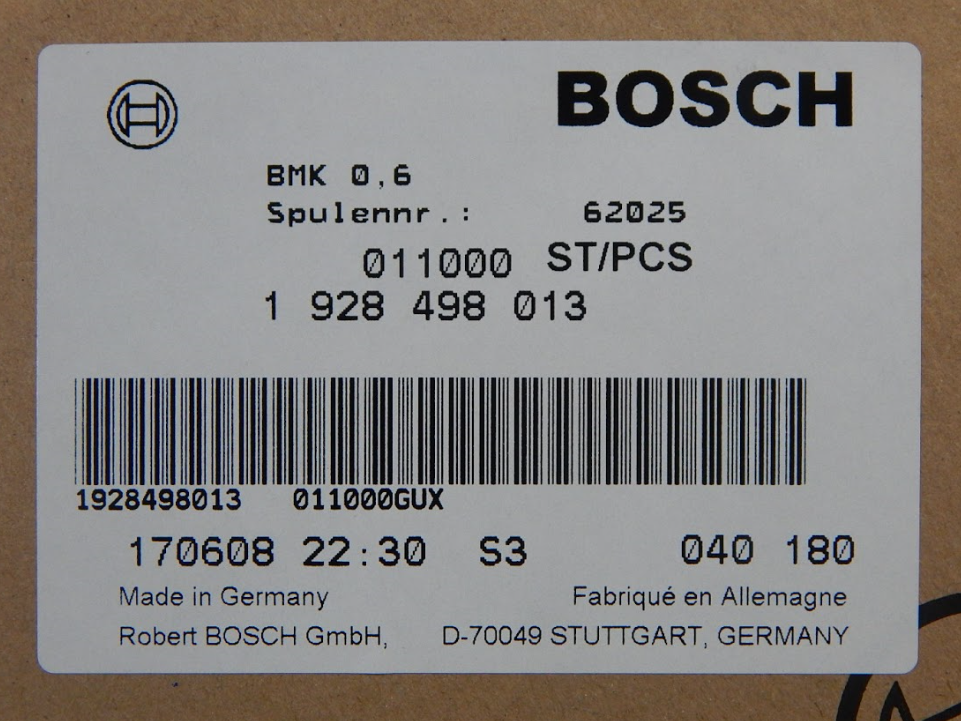 BOSCH
BMK 0,6
Spulennr.: 62025
011000 ST/PCS
1 928 498 013
1928498013 011000GUX
170608 22:30 S3 040 180
Made in Germany Fabriqué en Allemagne
Robert BOSCH GmbH, D-70049 STUTTGART, GERMANY